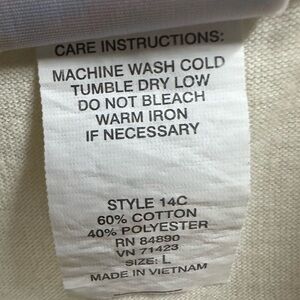 CARE INSTRUCTIONS:
MACHINE WASH COLD
TUMBLE DRY LOW
DO NOT BLEACH
WARM IRON
IF NECESSARY
STYLE 14C
60% COTTON
40% POLYESTER
RN 84890
VN 71423
SIZE: L
MADE IN VIETNAM